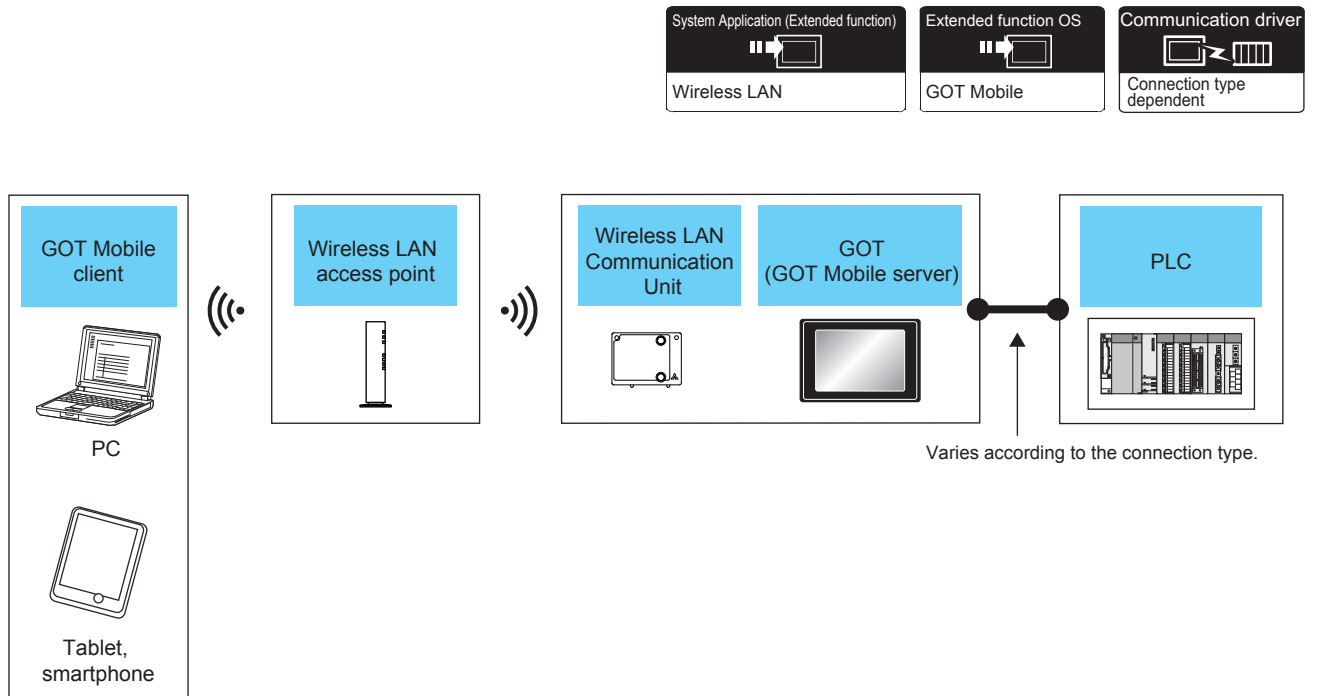 System Application (Extended function)
Wireless LAN
Extended function OS
GOT Mobile
Communication driver
Connection type
dependent
GOT Mobile
client
PC
Tablet,
smartphone
Wireless LAN
access point
Wireless LAN
Communication
Unit
GOT
(GOT Mobile server)
PLC
Varies according to the connection type.